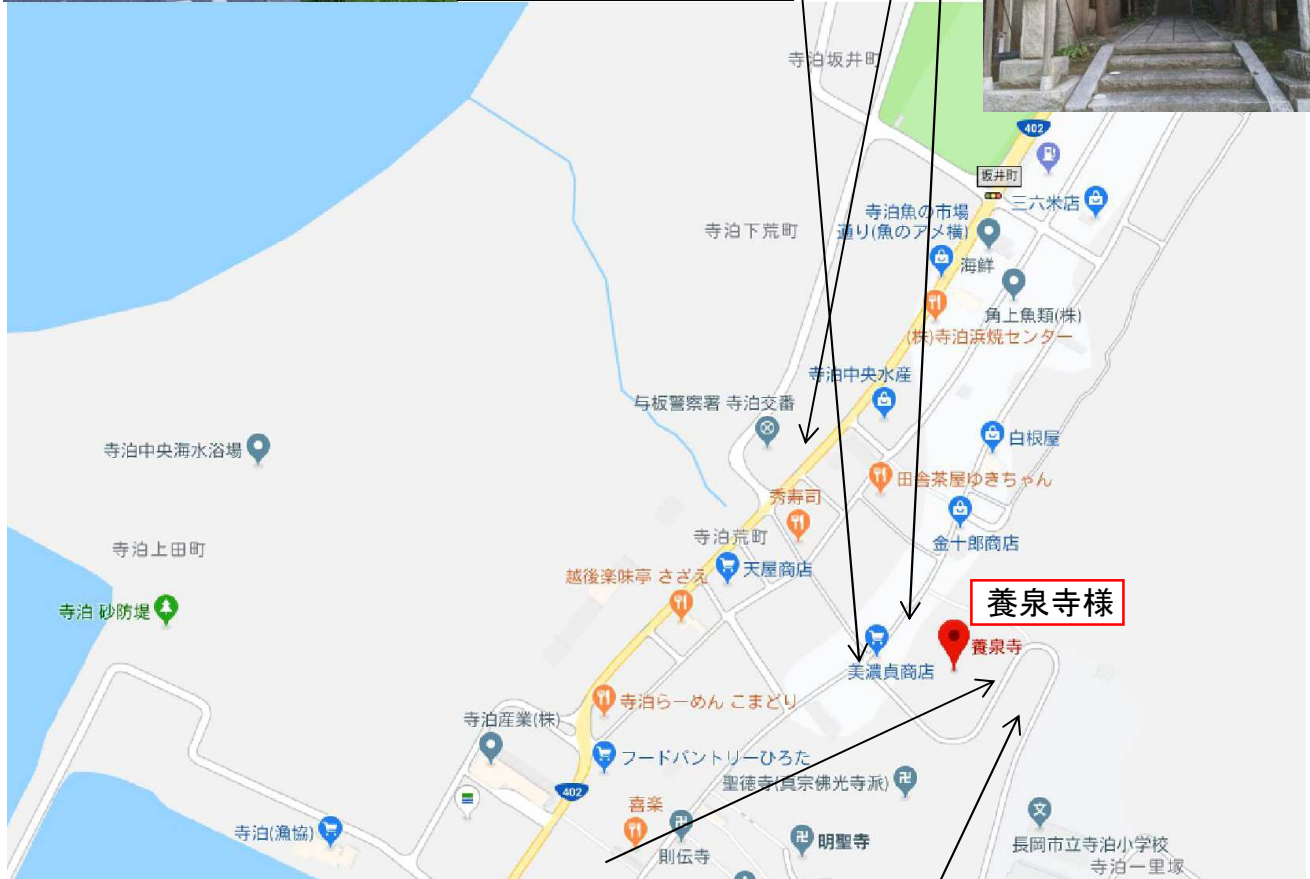 寺泊坂井町
402
坂井町
三六米店
寺泊魚の市場
通り(魚のアメ横)
寺泊下荒町
海鮮
角上魚類(株)
(株)寺泊浜焼センター
寺泊中央水産
与板警察署 寺泊交番
白根屋
寺泊中央海水浴場
田舎茶屋ゆきちゃん
秀寿司
寺泊荒町
金十郎商店
寺泊上田町
天屋商店
越後楽味亭 さざえ
養泉寺様
寺泊 砂防堤
養泉寺
美濃貞商店
寺泊らーめん こまどり
寺泊産業(株)
フードパントリーひろた
聖徳寺(真宗佛光寺派)
402
喜楽
文
寺泊(漁協)
明聖寺
長岡市立寺泊小学校
則伝寺
寺泊一里塚